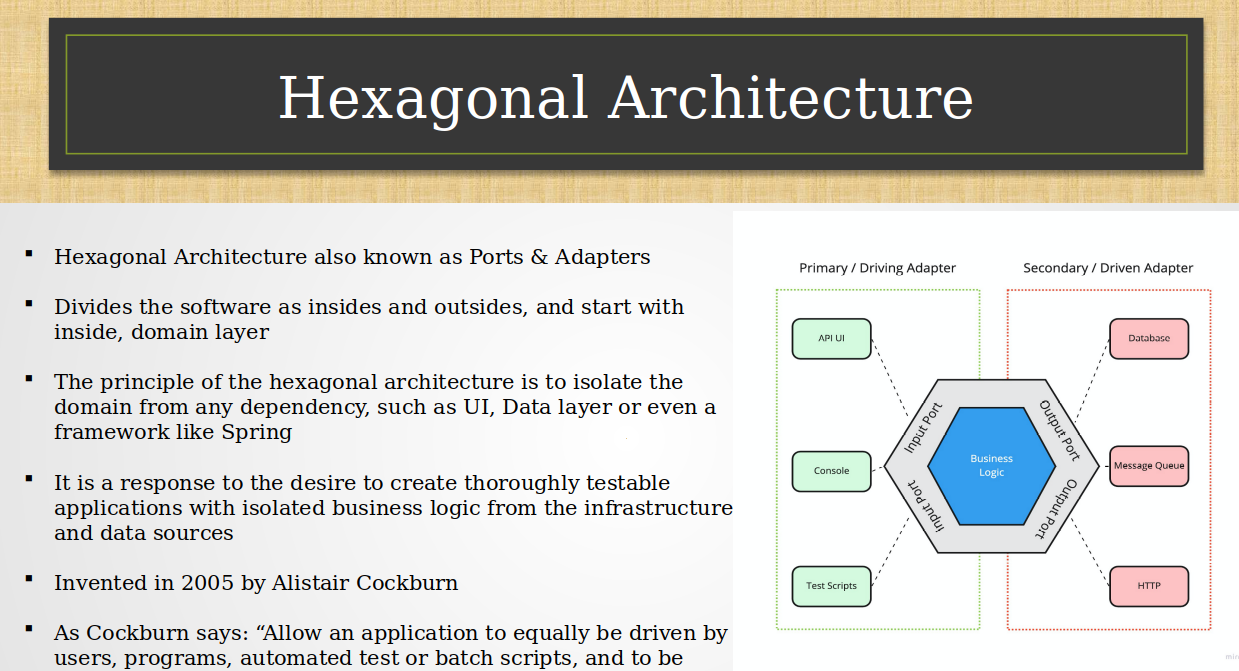 Hexagonal Architecture
▪ Hexagonal Architecture also known as Ports & Adapters
▪ Divides the software as insides and outsides, and start with
inside, domain layer
▪ The principle of the hexagonal architecture is to isolate the
domain from any dependency, such as UI, Data layer or even a
framework like Spring
▪ It is a response to the desire to create thoroughly testable
applications with isolated business logic from the infrastructure
and data sources
▪ Invented in 2005 by Alistair Cockburn
▪ As Cockburn says: “Allow an application to equally be driven by
users, programs, automated test or batch scripts, and to be
Primary / Driving Adapter
Secondary / Driven Adapter
API UI
Console
Test Scripts
Input Port
Input Port
Business
Logic
Output Port
Output Port
Database
Message Queue
HTTP